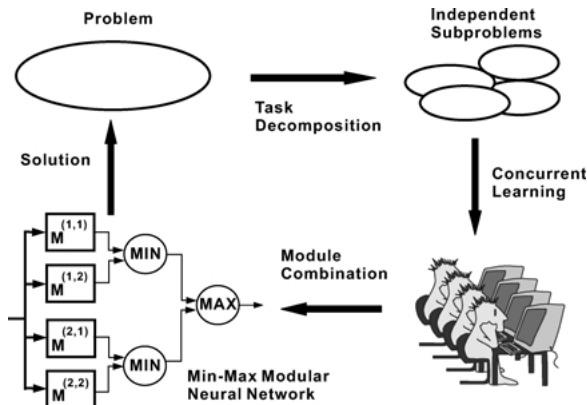 Problem
Independent
Subproblems
Task
Decomposition
Solution
Concurrent
Learning
M(1,1)
MIN
M(1,2)
Module
Combination
MAX
M(2,1)
MIN
M(2,2)
Min-Max Modular
Neural Network